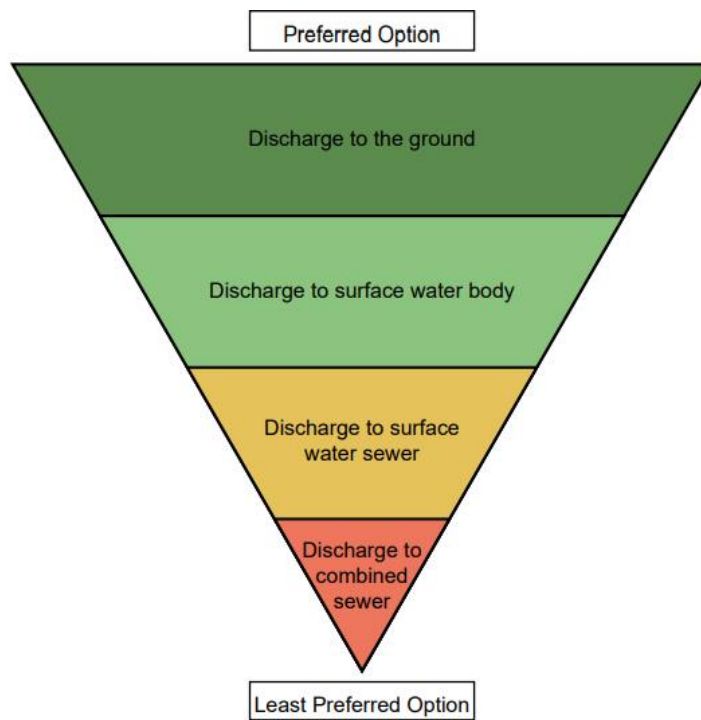 Preferred Option
Discharge to the ground
Discharge to surface water body
Discharge to surface
water sewer
Discharge to
combined
sewer
Least Preferred Option